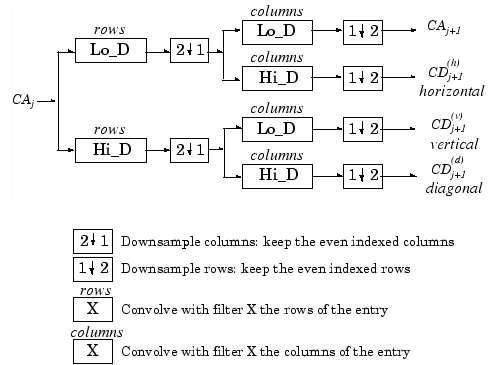 columns
rows
Lo_D
1↓2
CA_{j+1}
Lo_D
2↓1
columns
Hi_D
1↓2
CD_{j+1}^{(h)}
horizontal
CA_j
columns
rows
Lo_D
1↓2
CD_{j+1}^{(v)}
vertical
Hi_D
2↓1
columns
Hi_D
1↓2
CD_{j+1}^{(d)}
diagonal
2↓1 Downsample columns: keep the even indexed columns
1↓2 Downsample rows: keep the even indexed rows
rows
X Convolve with filter X the rows of the entry
columns
X Convolve with filter X the columns of the entry